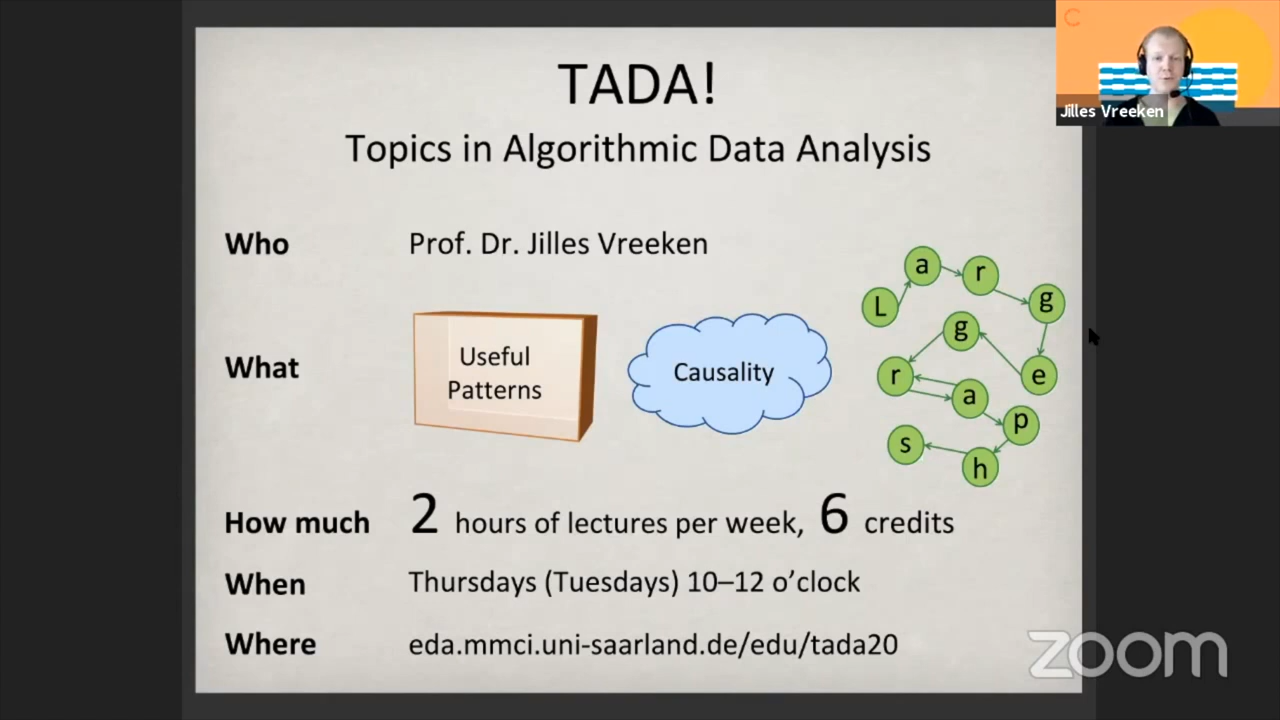 TADA!
Topics in Algorithmic Data Analysis
Jilles Vreeken
Who Prof. Dr. Jilles Vreeken
What
Useful
Patterns
Causality
L a r g e
g r a p h s
How much 2 hours of lectures per week, 6 credits
When Thursdays (Tuesdays) 10–12 o’clock
Where eda.mmci.uni-saarland.de/edu/tada20
zoom